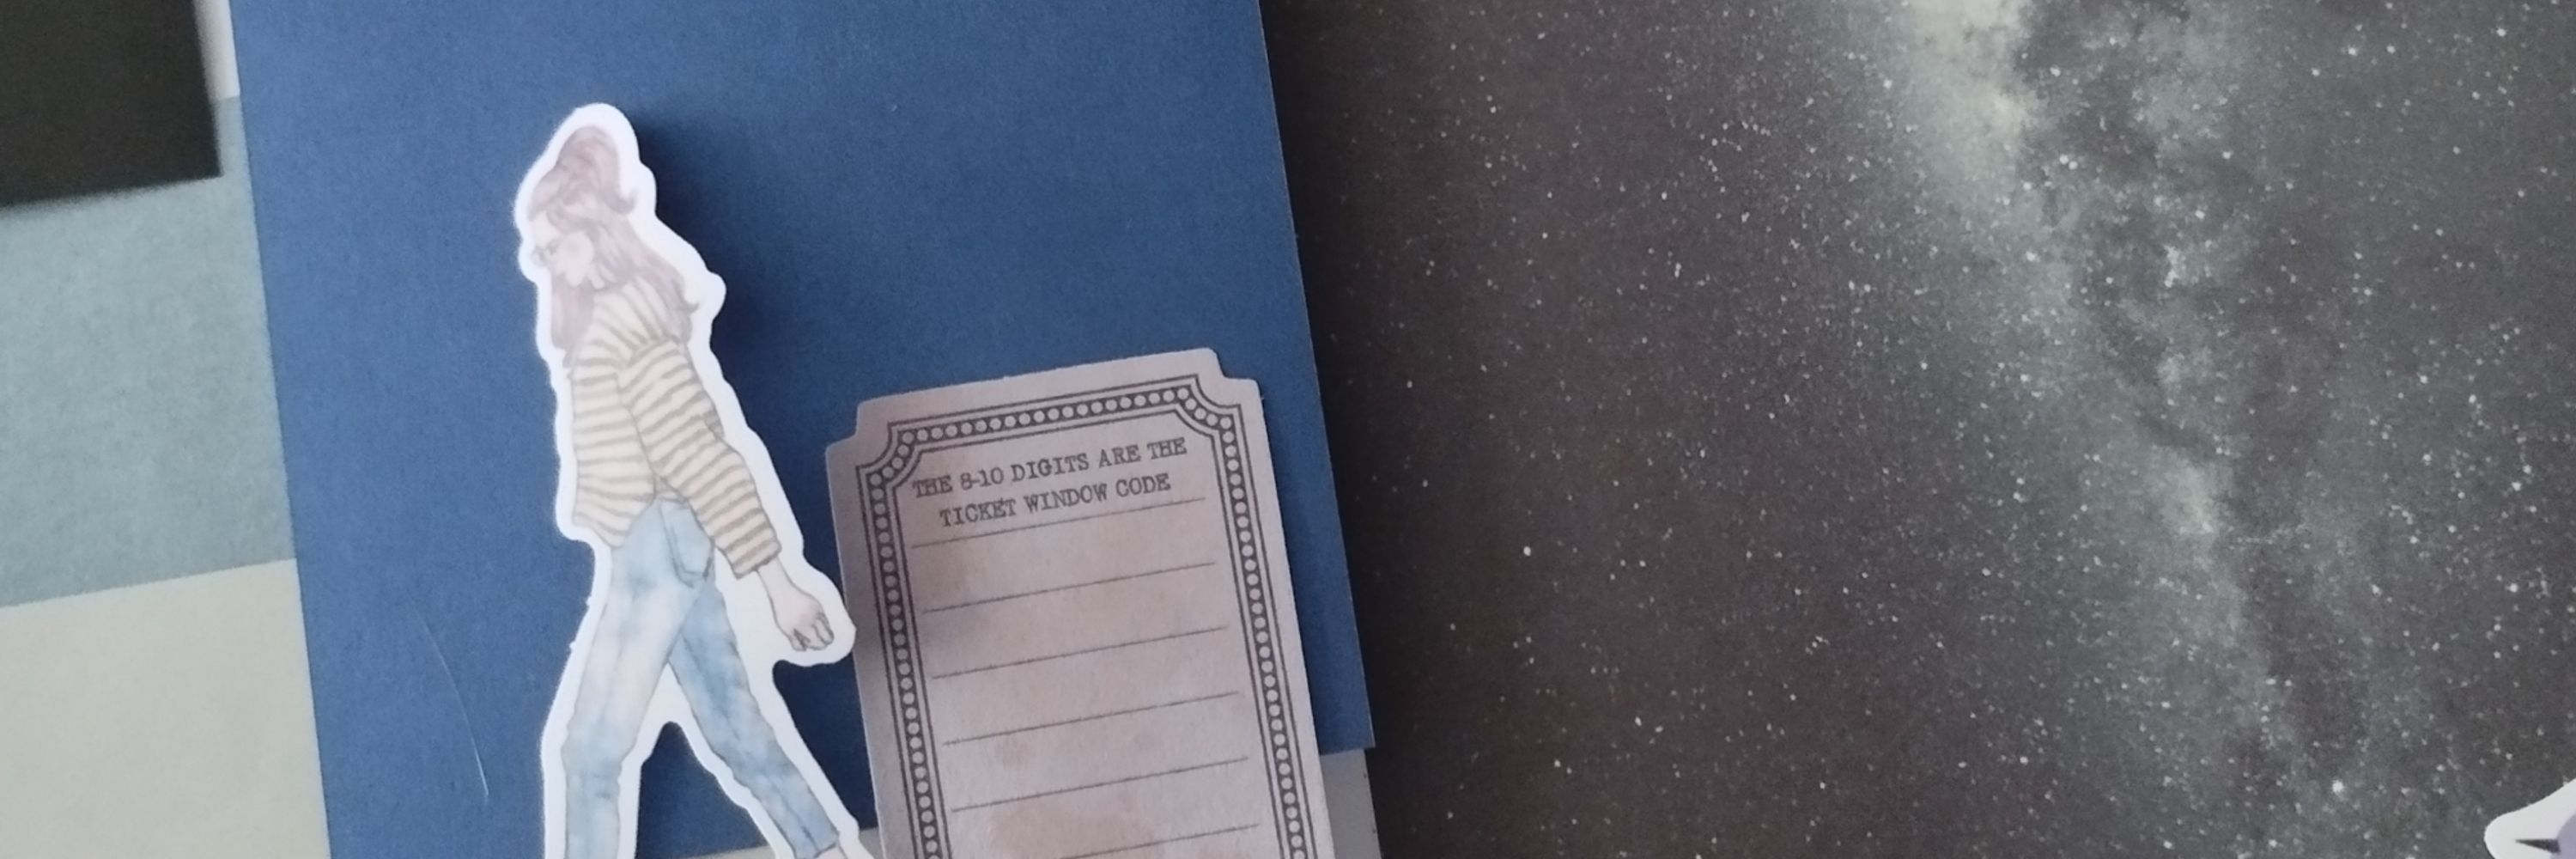 THE 8-10 DIGITS ARE THE
TICKET WINDOW CODE